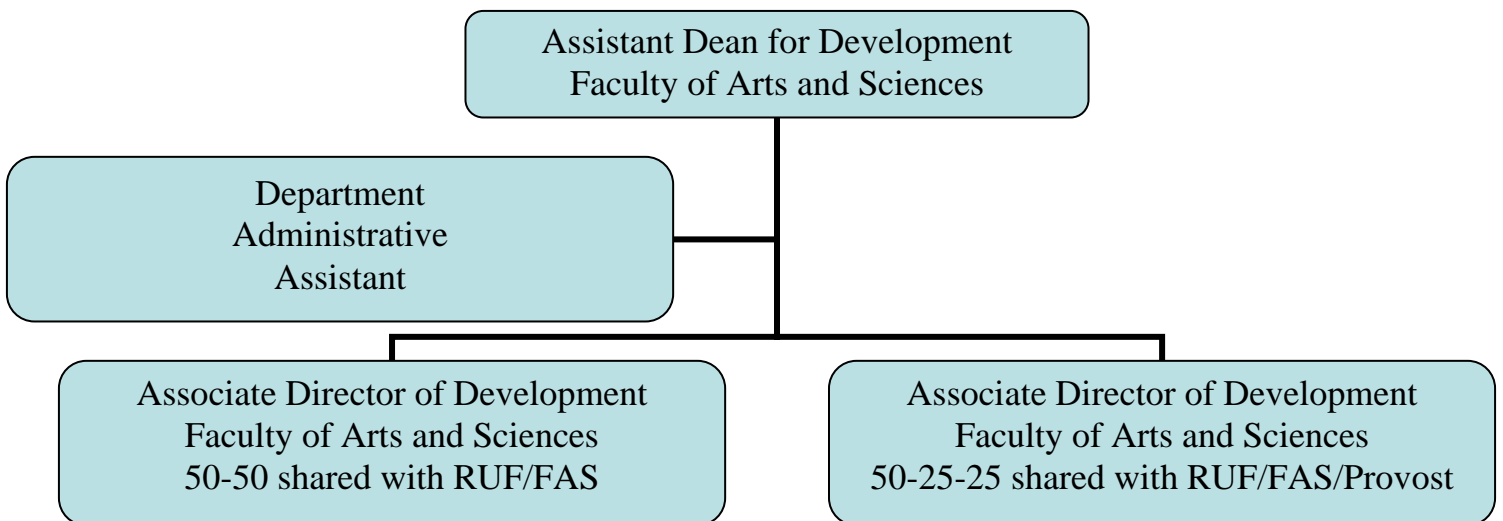 Assistant Dean for Development
Faculty of Arts and Sciences
Department
Administrative
Assistant
Associate Director of Development
Faculty of Arts and Sciences
50-50 shared with RUF/FAS
Associate Director of Development
Faculty of Arts and Sciences
50-25-25 shared with RUF/FAS/Provost